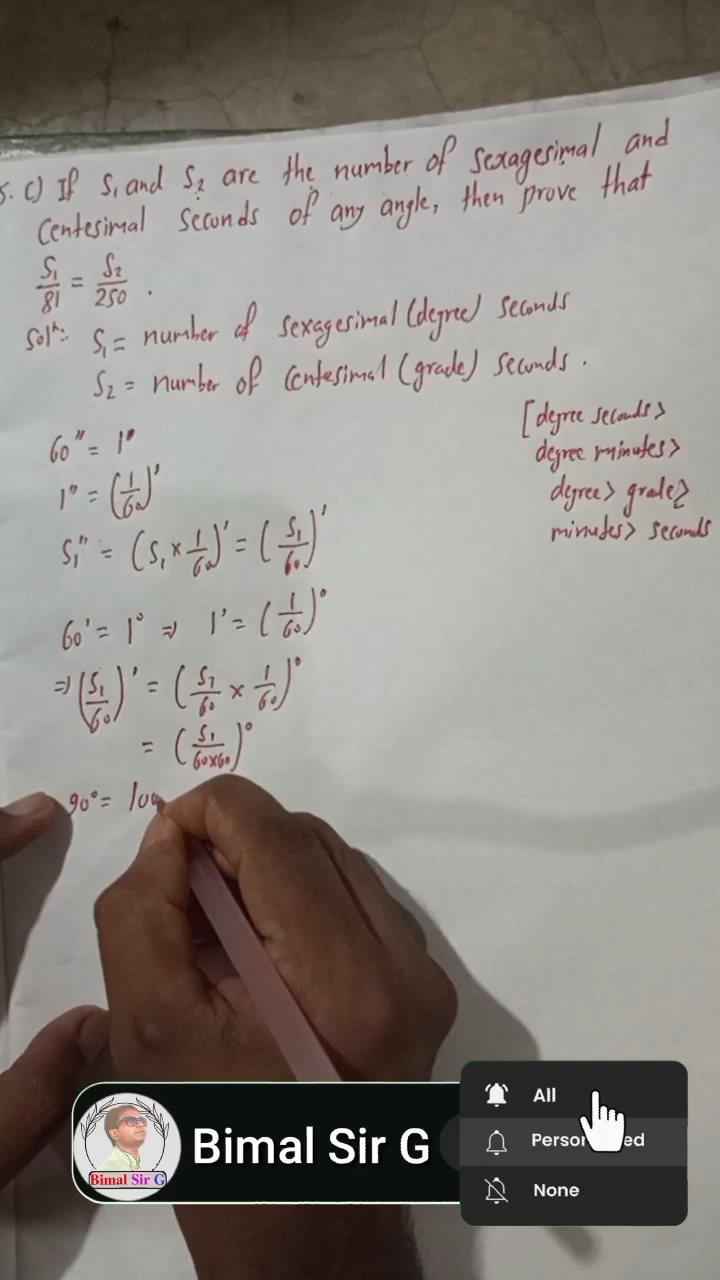 5. c) If S₁ and S₂ are the number of sexagesimal and
centesimal seconds of any angle, then prove that
S₁/81 = S₂/250 .
Solⁿ: S₁ = number of sexagesimal (degree) seconds
S₂ = number of centesimal (grade) seconds .
[degree seconds>
degree minutes>
degree> grade>
minutes> seconds
60″ = 1′
1″ = (1/60)′
S₁″ = (S₁ × 1/60)′ = (S₁/60)′
60′ = 1° ⇒ 1′ = (1/60)°
⇒ (S₁/60)′ = (S₁/60 × 1/60)°
= (S₁/60×60)°
90° = 100
Bimal Sir G
Bimal Sir G
All
None